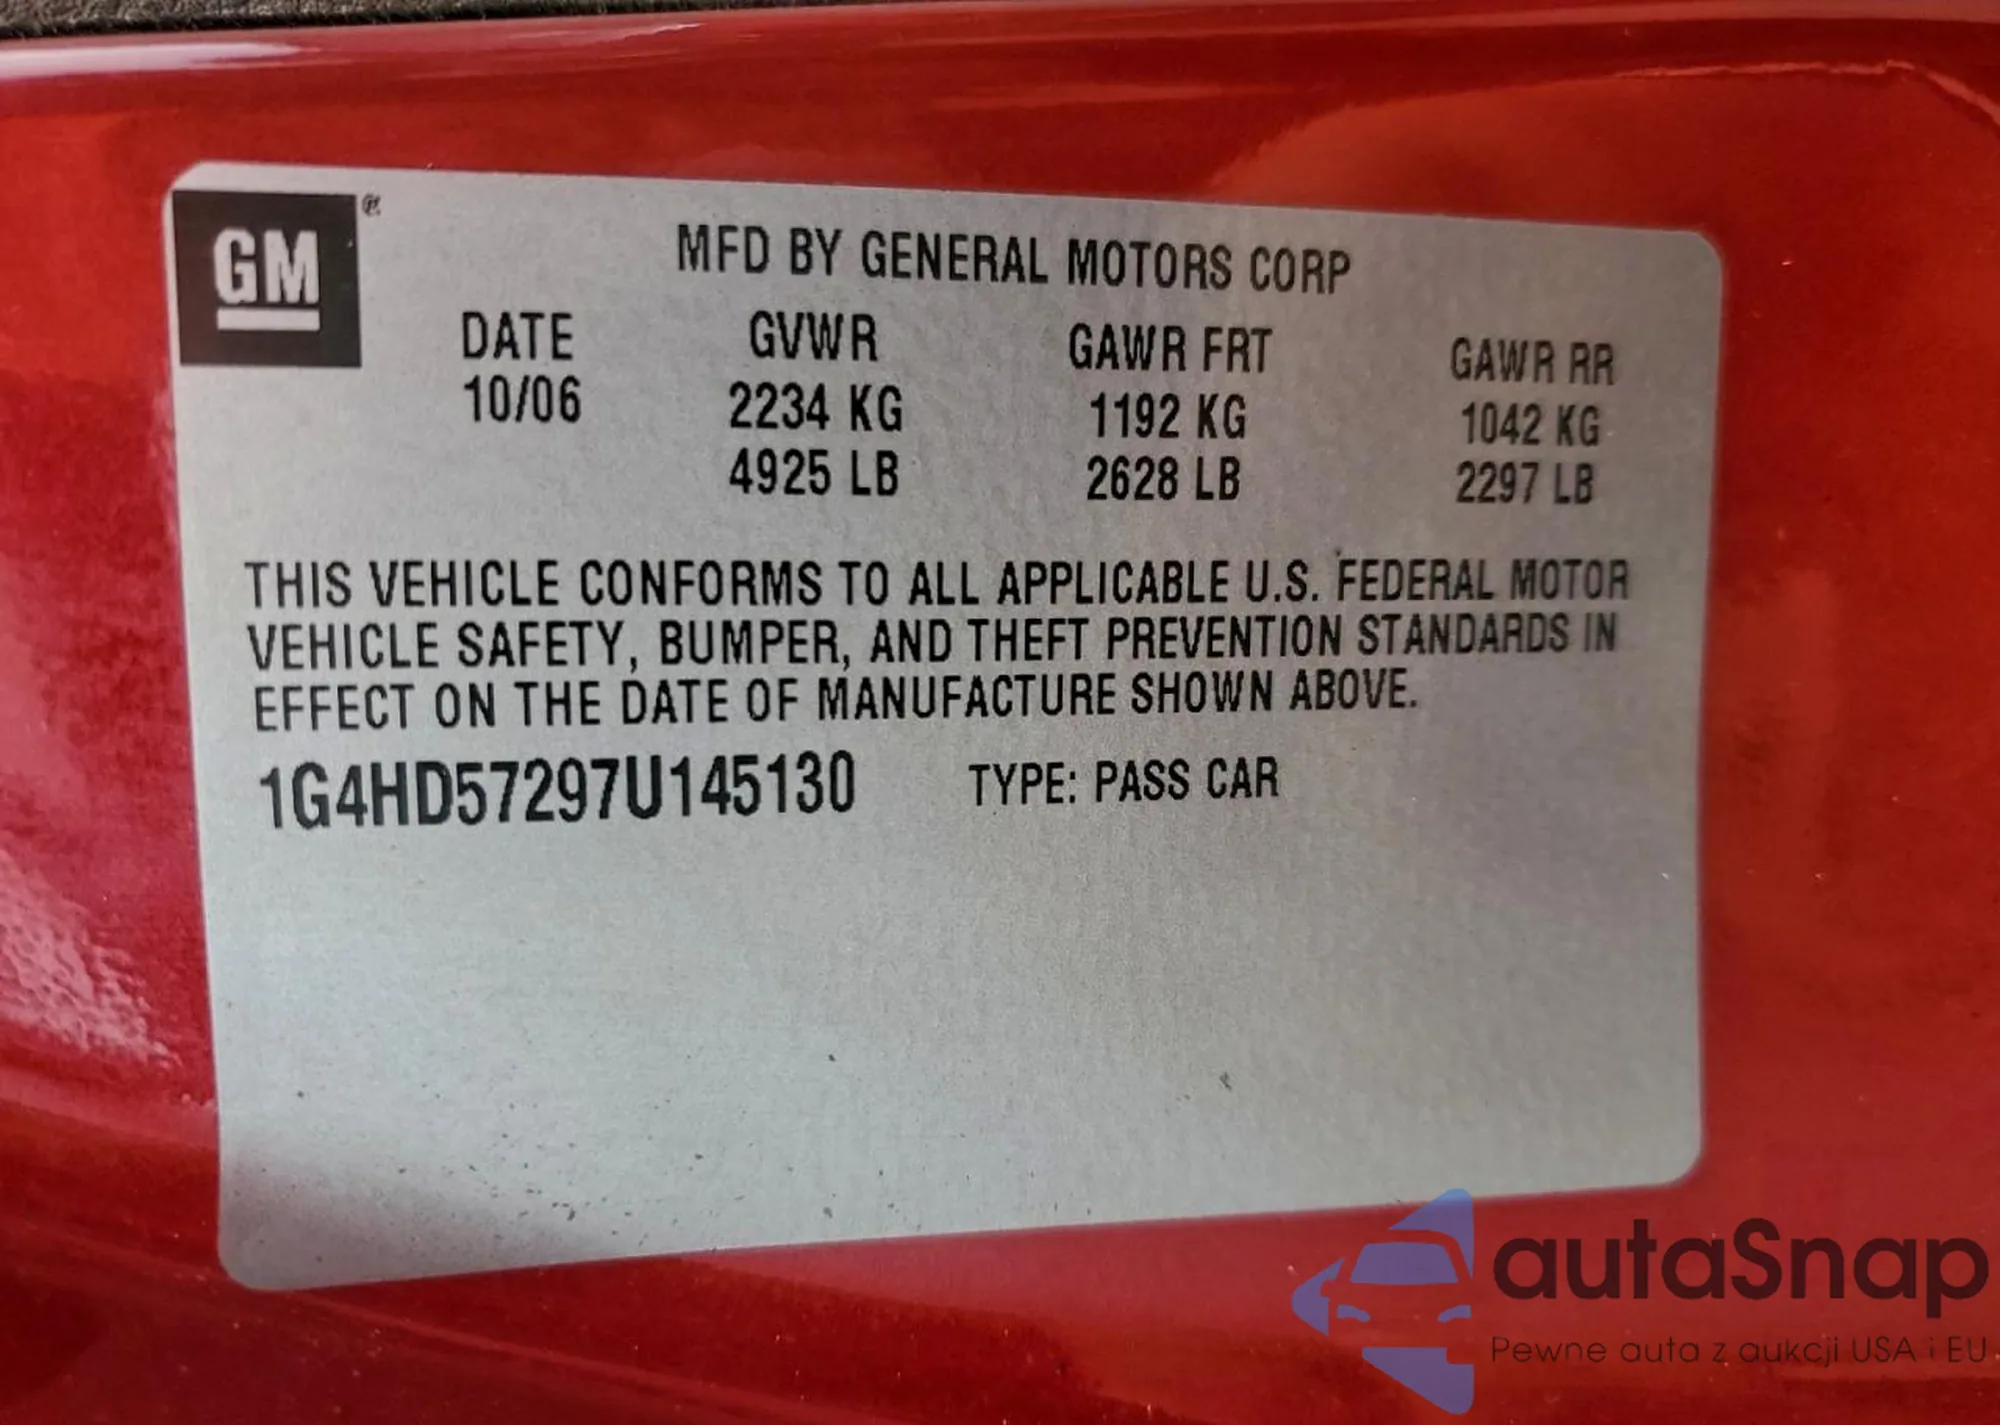 GM®
MFD BY GENERAL MOTORS CORP
DATE GVWR GAWR FRT GAWR RR
10/06 2234 KG 1192 KG 1042 KG
4925 LB 2628 LB 2297 LB
THIS VEHICLE CONFORMS TO ALL APPLICABLE U.S. FEDERAL MOTOR
VEHICLE SAFETY, BUMPER, AND THEFT PREVENTION STANDARDS IN
EFFECT ON THE DATE OF MANUFACTURE SHOWN ABOVE.
1G4HD57297U145130 TYPE: PASS CAR
autaSnap
Pewne auta z aukcji USA i EU